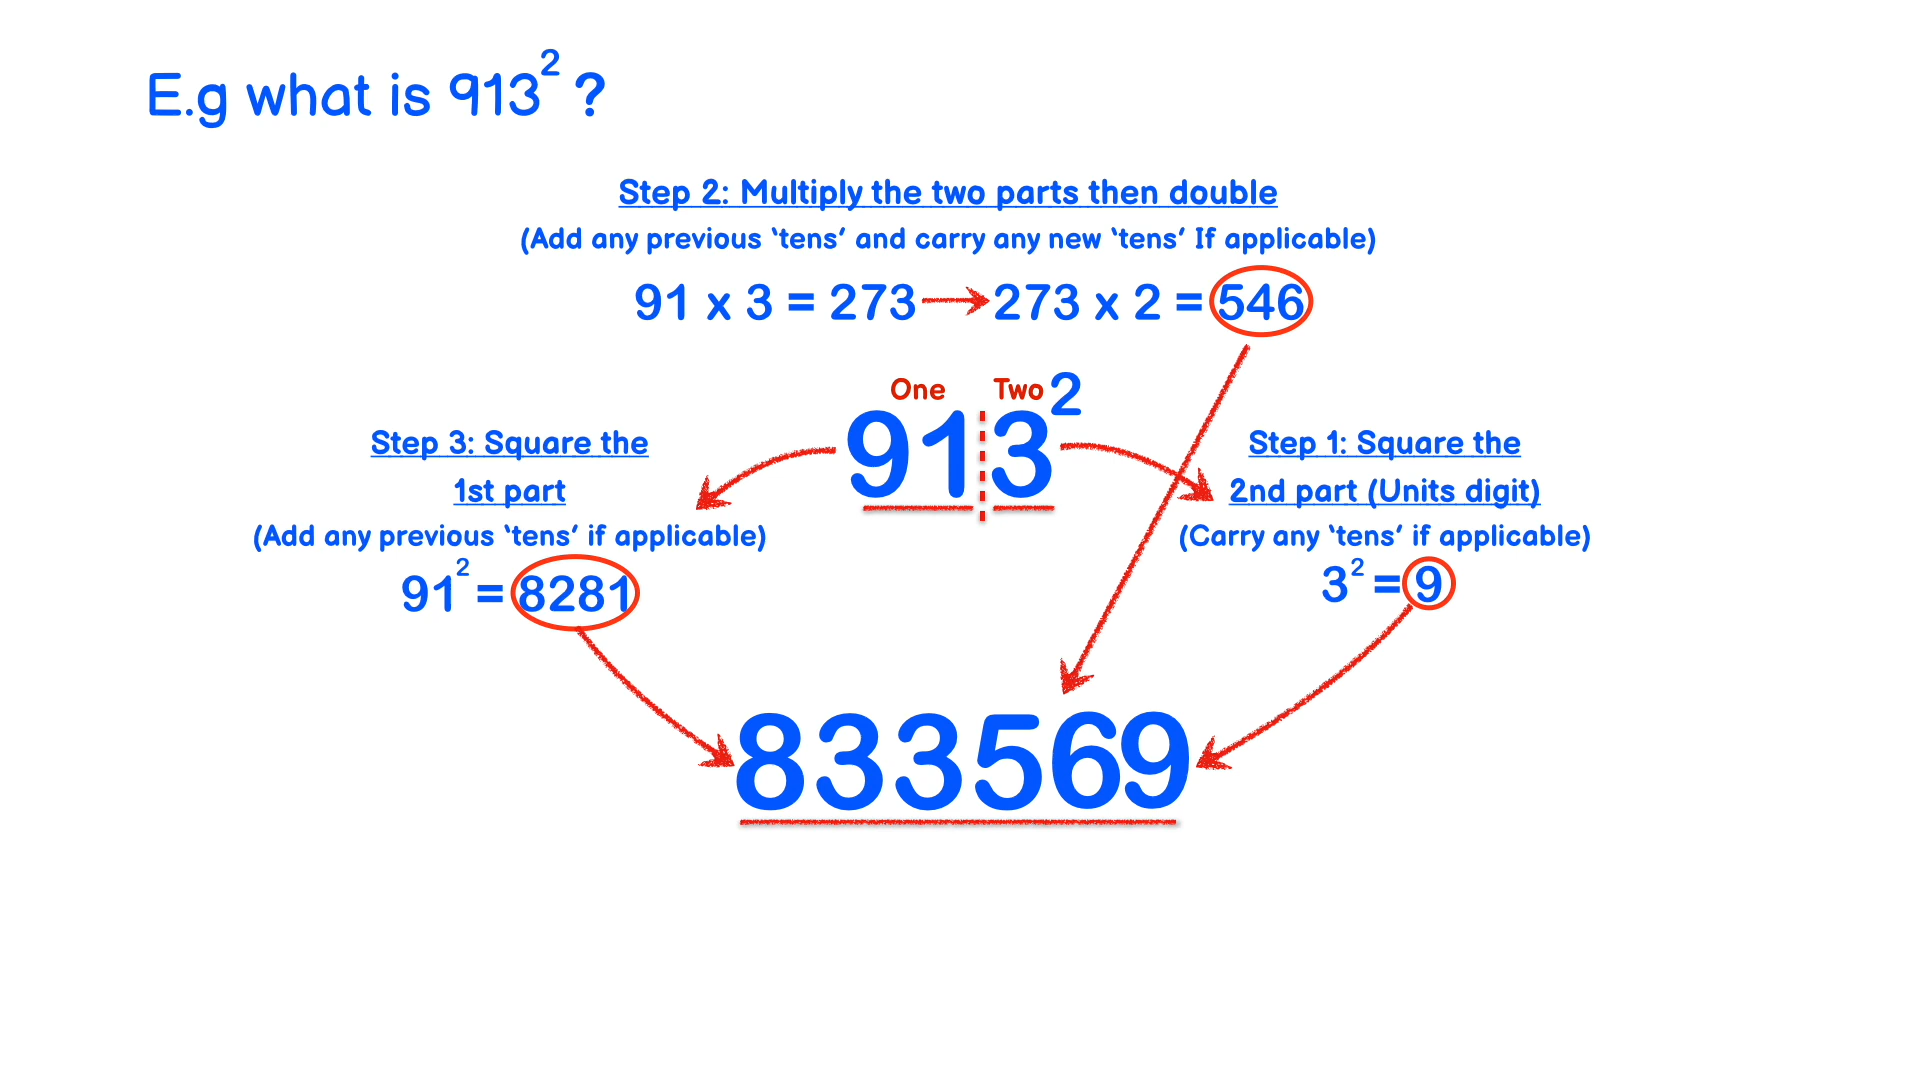 E.g what is 913² ?
Step 2: Multiply the two parts then double
(Add any previous ‘tens’ and carry any new ‘tens’ If applicable)
91 x 3 = 273 → 273 x 2 = 546
One Two
913²
Step 3: Square the
1st part
(Add any previous ‘tens’ if applicable)
91² = 8281
Step 1: Square the
2nd part (Units digit)
(Carry any ‘tens’ if applicable)
3² = 9
833569